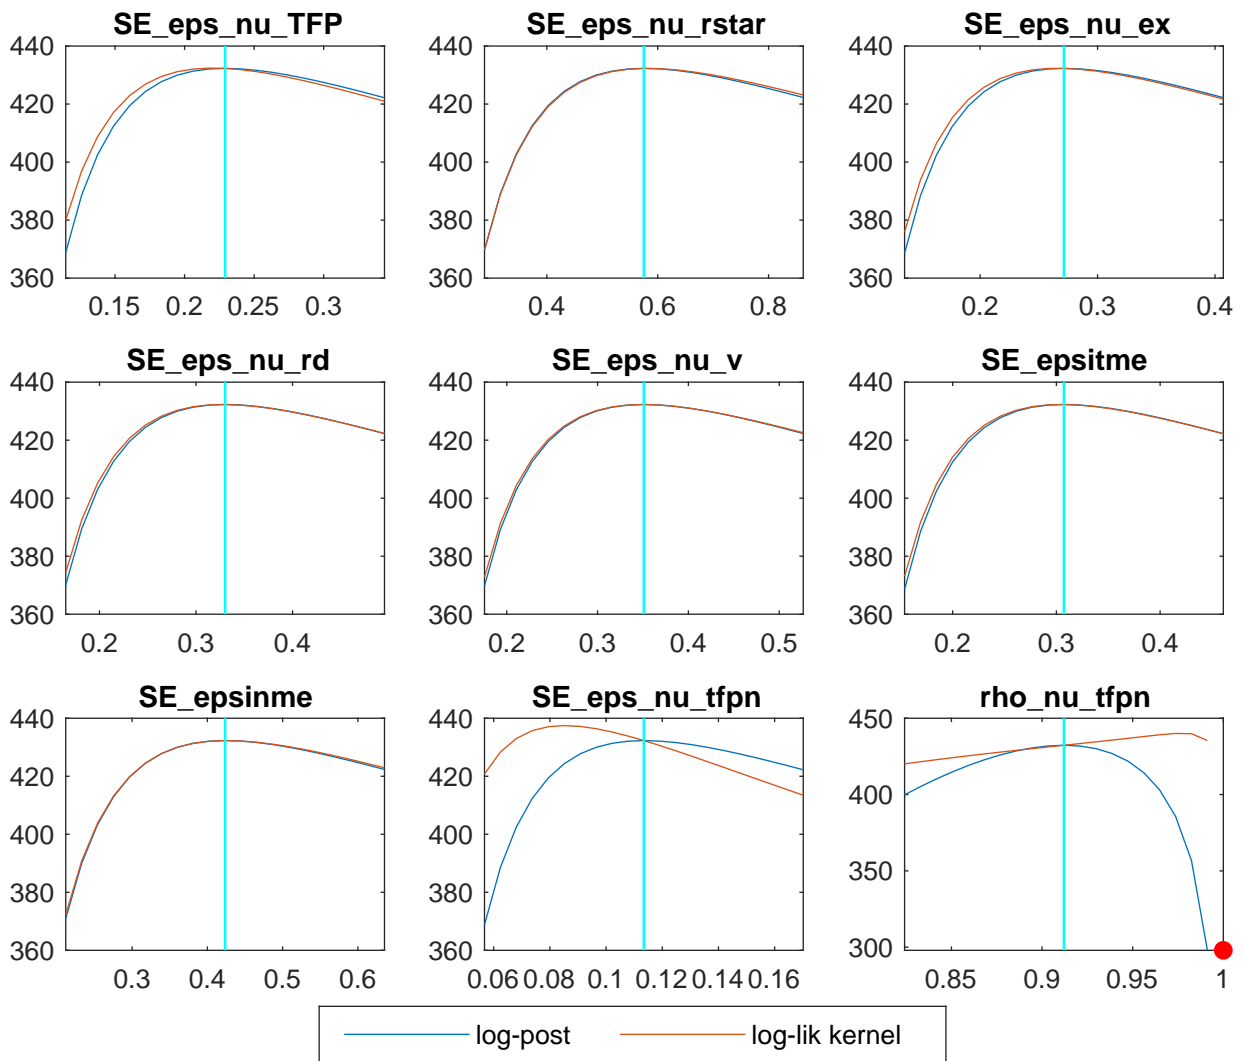 SE_eps_nu_TFP
440
420
400
380
360
0.15 0.2 0.25 0.3
SE_eps_nu_rstar
440
420
400
380
360
0.4 0.6 0.8
SE_eps_nu_ex
440
420
400
380
360
0.2 0.3 0.4
SE_eps_nu_rd
440
420
400
380
360
0.2 0.3 0.4
SE_eps_nu_v
440
420
400
380
360
0.2 0.3 0.4 0.5
SE_epsitme
440
420
400
380
360
0.2 0.3 0.4
SE_epsinme
440
420
400
380
360
0.3 0.4 0.5 0.6
SE_eps_nu_tfpn
440
420
400
380
360
0.06 0.08 0.1 0.12 0.14 0.16
rho_nu_tfpn
450
400
350
300
0.85 0.9 0.95 1
log-post log-lik kernel